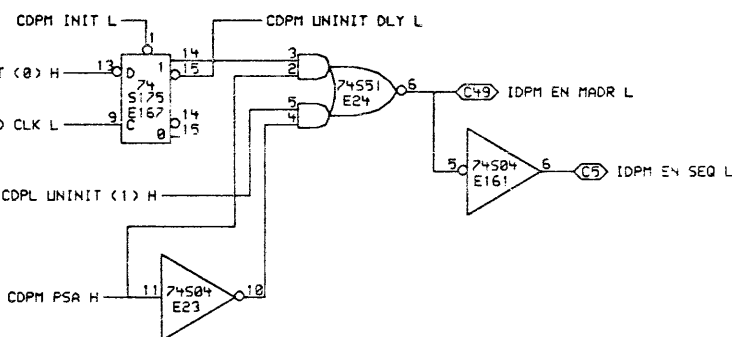 CDPM INIT L
CDPM UNINIT DLY L
1
14
15
13
D
1
74
S175
E167
T (0) H
14
15
9
C
0
D CLK L
3
2
5
4
74S51
E24
6
C49
IDPM EN MADR L
5
74S04
E161
6
C5
IDPM EN SEQ L
CDPL UNINIT (1) H
CDPM PSA H
11
74S04
E23
10